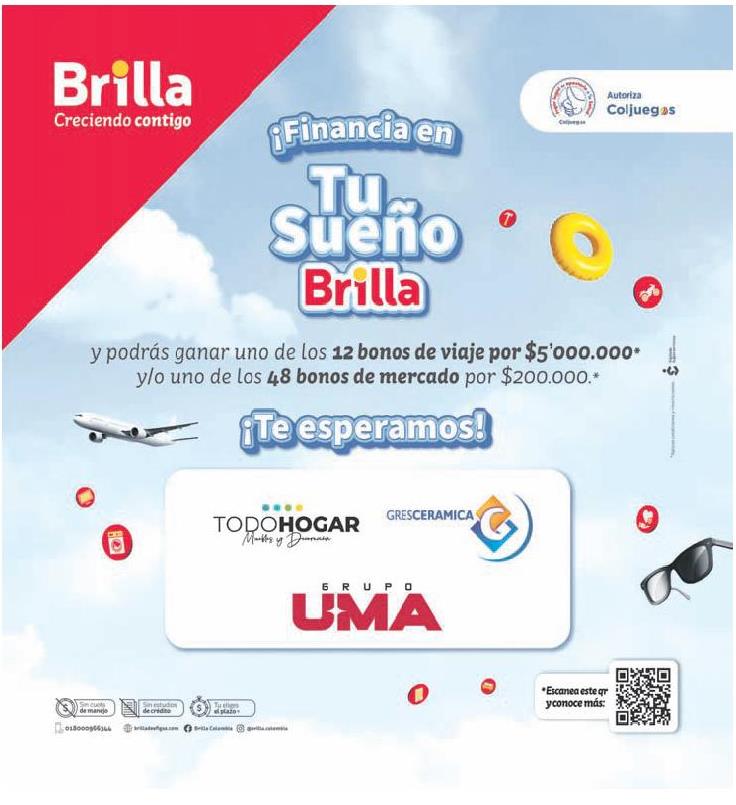 Brilla
Creciendo contigo
Autoriza
Coljuegos
Coljuegos
¡Financia en
Tu
Sueño
Brilla
y podrás ganar uno de los 12 bonos de viaje por $5'000.000*
y/o uno de los 48 bonos de mercado por $200.000.*
¡Te esperamos!
TODOHOGAR
GRESCERAMICA
GRUPO
UMA
*Escanea este qr
y conoce más:
Sin cuota
de manejo
Sin estudios
de crédito
Tu eliges
el plazo*
018000966344 brilladeefigas.com Brilla Colombia @brilla.colombia